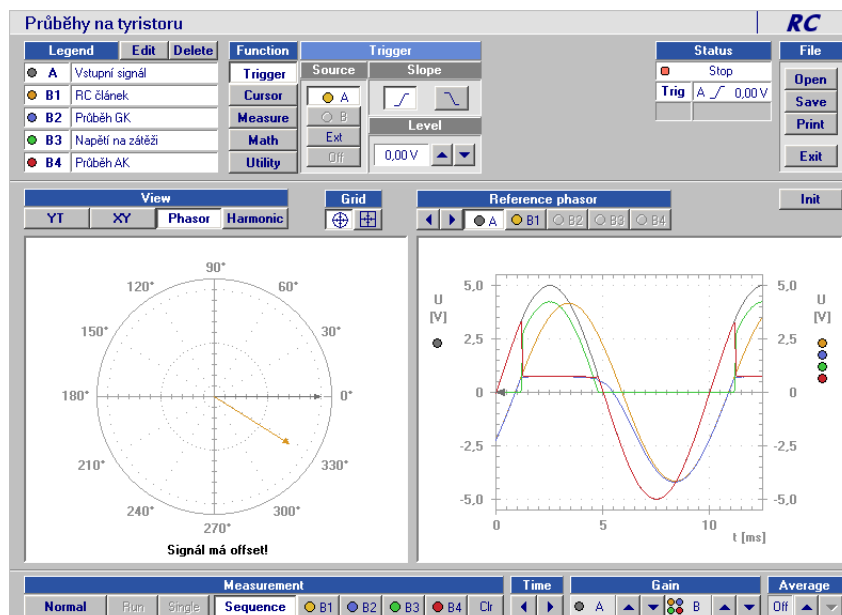 Průběhy na tyristoru RC
Legend Edit Delete Function Trigger Status File
A Vstupní signál Trigger Source Slope Stop Open
B1 RC článek Cursor A Trig A 0,00 V Save
B2 Průběh GK Measure B Level Print
B3 Napětí na zátěži Math Ext
B4 Průběh AK Utility Off 0,00 V Exit
View Grid Reference phasor Init
YT XY Phasor Harmonic A B1 B2 B3 B4
90°
120° 60°
150° 30°
180° 0°
210° 330°
240° 300°
270°
Signál má offset!
U
[V]
5,0
2,5
0
-2,5
-5,0
5,0
2,5
0
-2,5
-5,0
U
[V]
0 5 10
t [ms]
Measurement Time Gain Average
Normal Run Single Sequence B1 B2 B3 B4 Clr A B Off